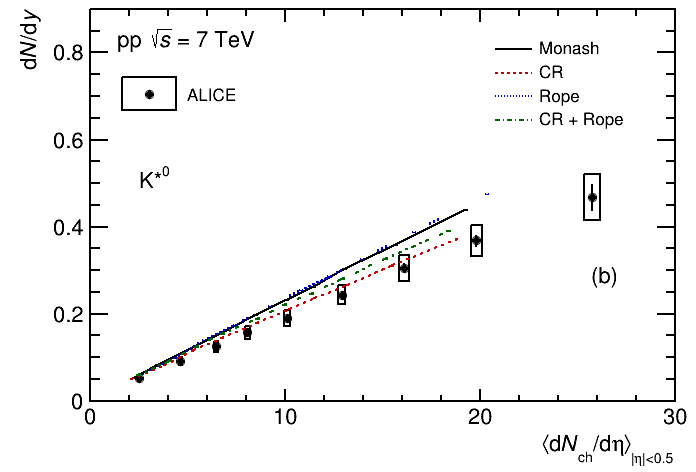 dN/dy
0.8
0.6
0.4
0.2
0
pp √s = 7 TeV
ALICE
K*⁰
Monash
CR
Rope
CR + Rope
(b)
0 10 20 30
⟨dN_ch/dη⟩_|η|<0.5